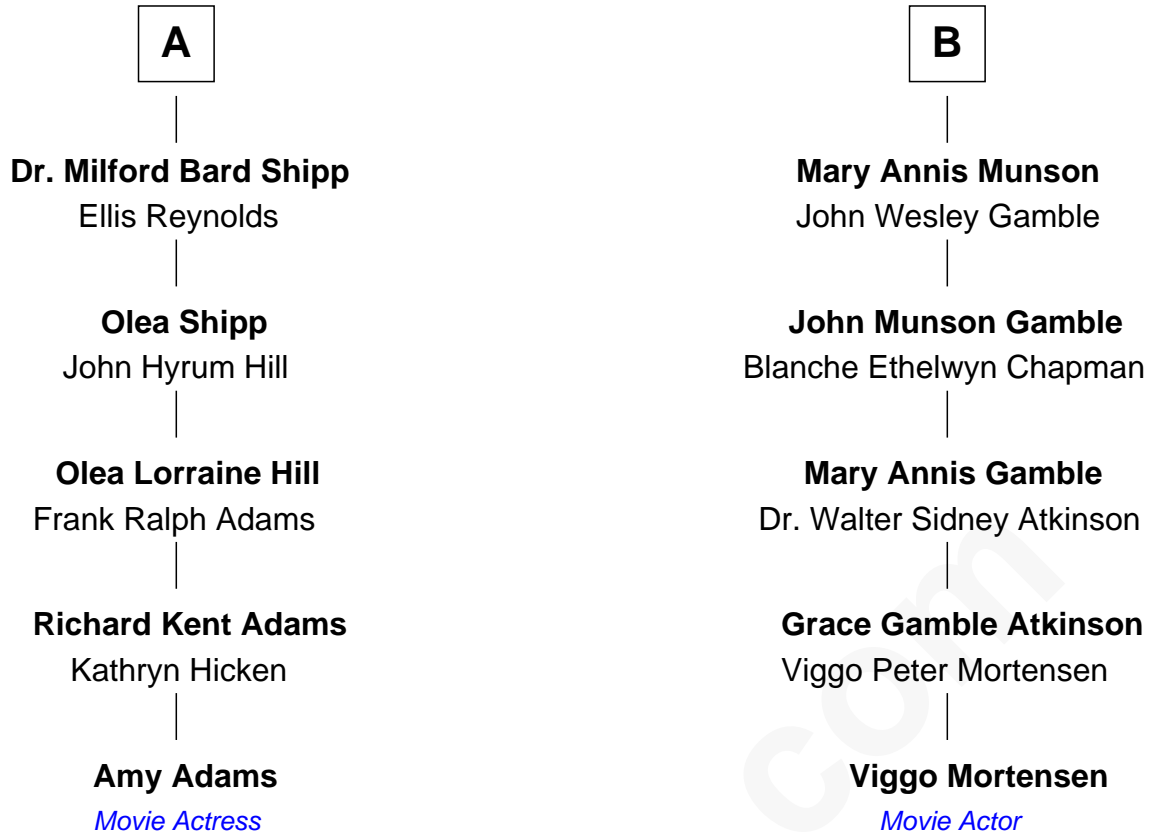 A
Dr. Milford Bard Shipp
Ellis Reynolds
Olea Shipp
John Hyrum Hill
Olea Lorraine Hill
Frank Ralph Adams
Richard Kent Adams
Kathryn Hicken
Amy Adams
Movie Actress
B
Mary Annis Munson
John Wesley Gamble
John Munson Gamble
Blanche Ethelwyn Chapman
Mary Annis Gamble
Dr. Walter Sidney Atkinson
Grace Gamble Atkinson
Viggo Peter Mortensen
Viggo Mortensen
Movie Actor
com